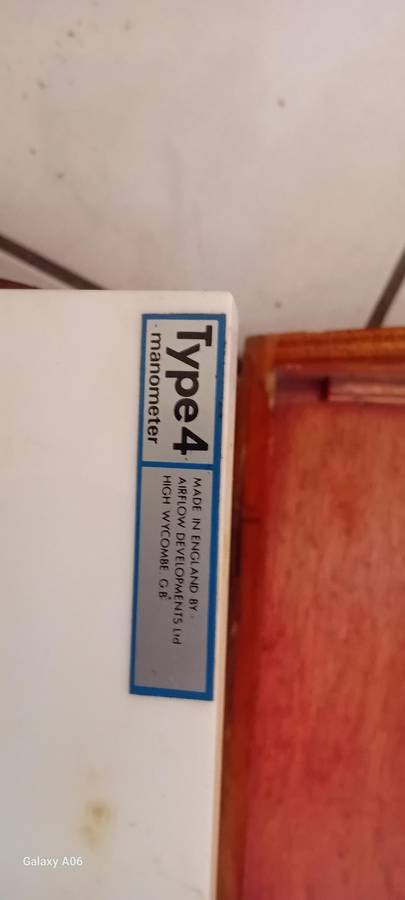 Type 4
manometer
MADE IN ENGLAND BY
AIRFLOW DEVELOPMENTS Ltd
HIGH WYCOMBE G.B.
Galaxy A06